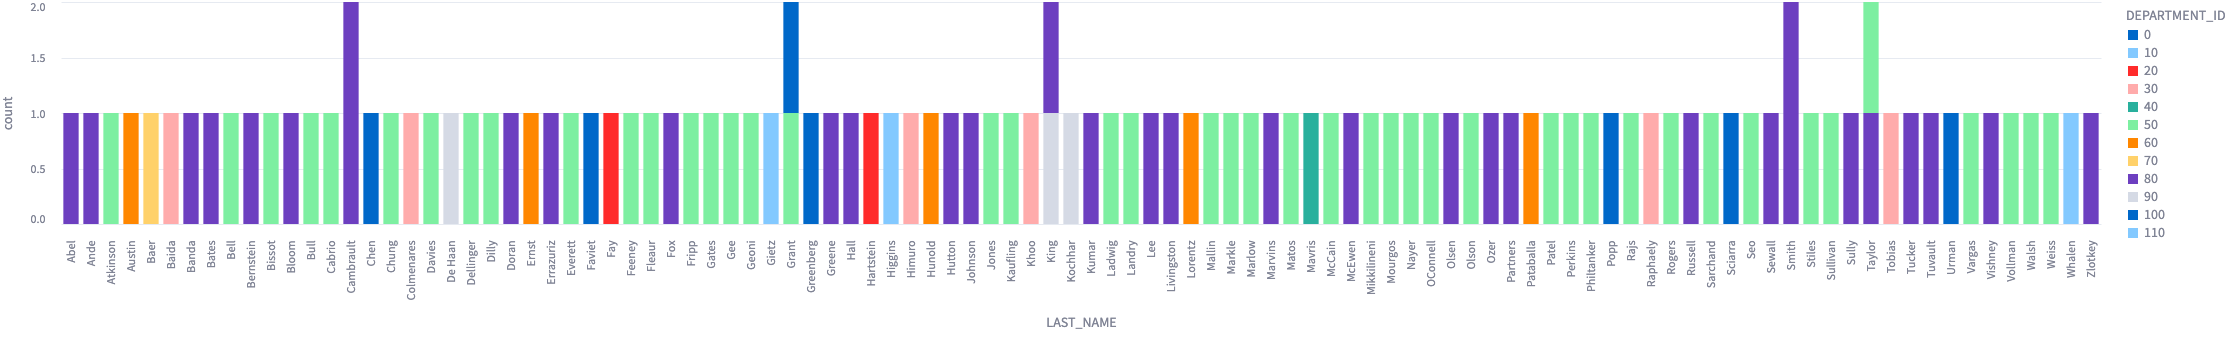 2.0
1.5
1.0
0.5
0.0
count
Abel
Ande
Atkinson
Austin
Baer
Baida
Banda
Bates
Bell
Bernstein
Bissot
Bloom
Bull
Cabrio
Cambrault
Chen
Chung
Colmenares
Davies
De Haan
Dellinger
Dilly
Doran
Ernst
Errazuriz
Everett
Faviet
Fay
Feeney
Fleaur
Fox
Fripp
Gates
Gee
Geoni
Gietz
Grant
Greenberg
Greene
Hall
Hartstein
Higgins
Himuro
Hunold
Hutton
Johnson
Jones
Kaufling
Khoo
King
Kochhar
Kumar
Ladwig
Landry
Lee
Livingston
Lorentz
Mallin
Markle
Marlow
Marvins
Matos
Mavris
McCain
McEwen
Mikkilineni
Mourgos
Nayer
OConnell
Olsen
Olson
Ozer
Partners
Pataballa
Patel
Perkins
Philtanker
Popp
Rajs
Raphaely
Rogers
Russell
Sarchand
Sciarra
Seo
Sewall
Smith
Stiles
Sullivan
Sully
Taylor
Tobias
Tucker
Tuvault
Urman
Vargas
Vishney
Vollman
Walsh
Weiss
Whalen
Zlotkey
LAST_NAME
DEPARTMENT_ID
0
10
20
30
40
50
60
70
80
90
100
110